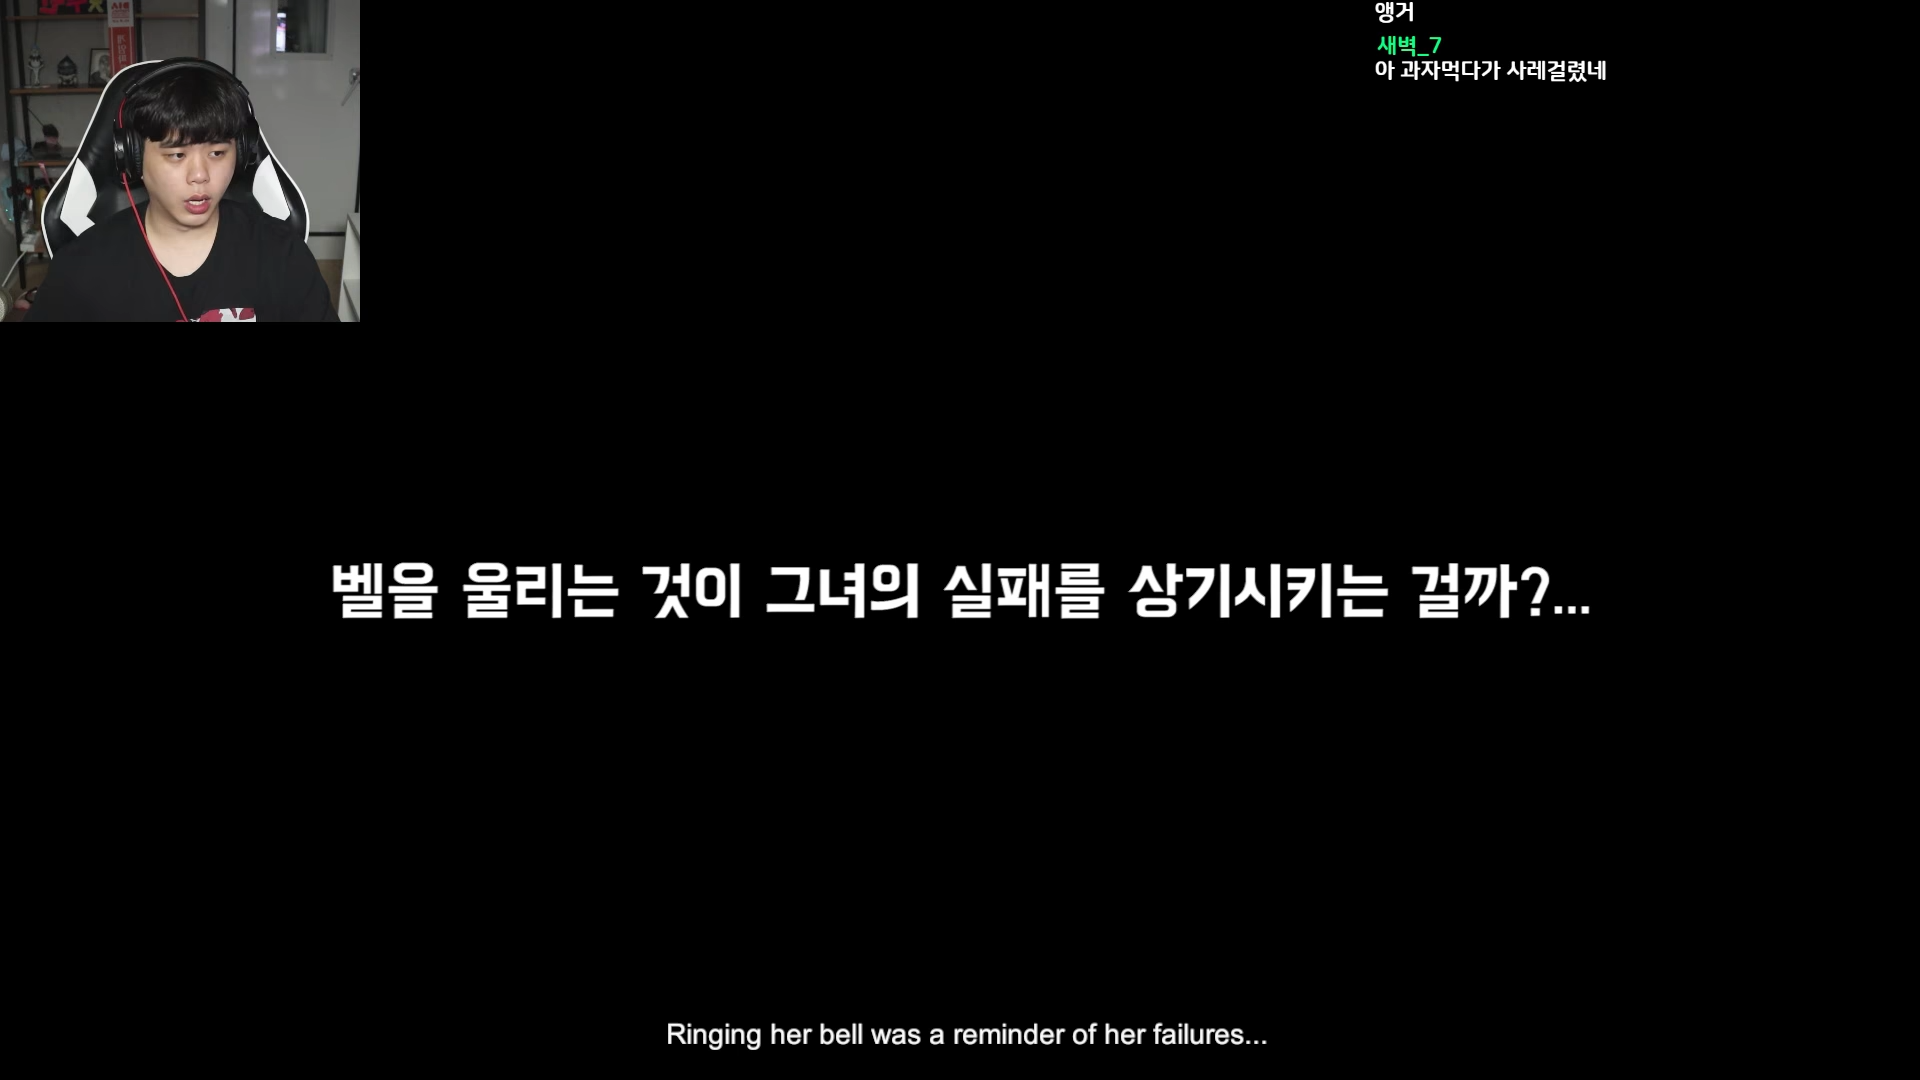 앵거
새벽_7
아 과자먹다가 사레걸렸네
벨을 울리는 것이 그녀의 실패를 상기시키는 걸까?...
Ringing her bell was a reminder of her failures...